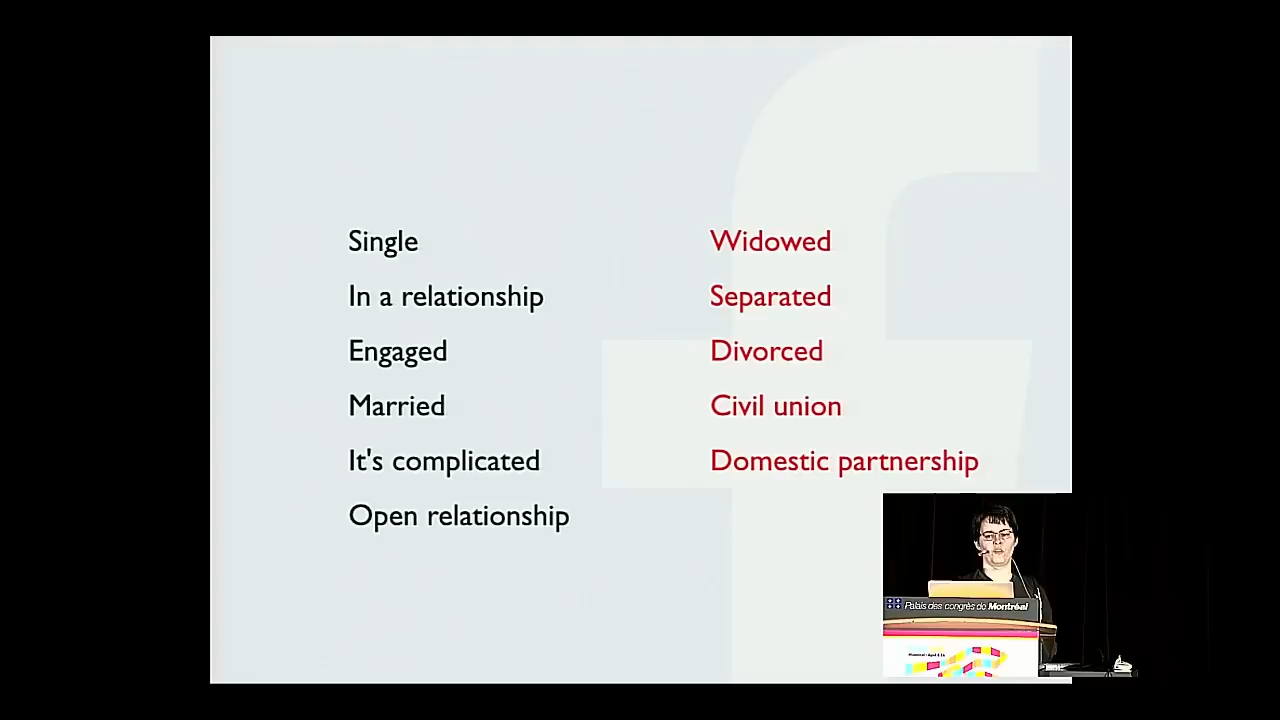 Single
In a relationship
Engaged
Married
It's complicated
Open relationship
Widowed
Separated
Divorced
Civil union
Domestic partnership
Palais des congrès de Montréal